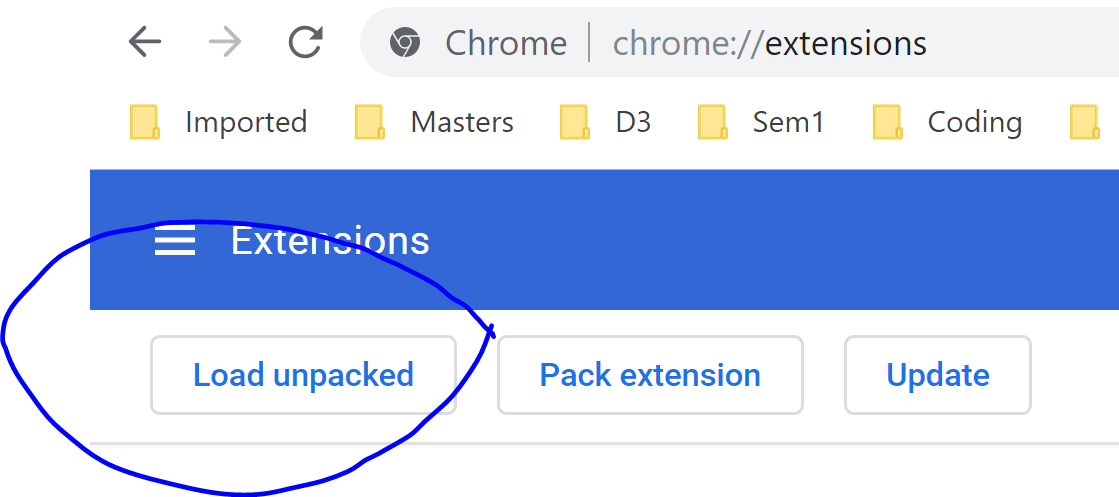 Chrome chrome://extensions
Imported Masters D3 Sem1 Coding
Extensions
Load unpacked Pack extension Update